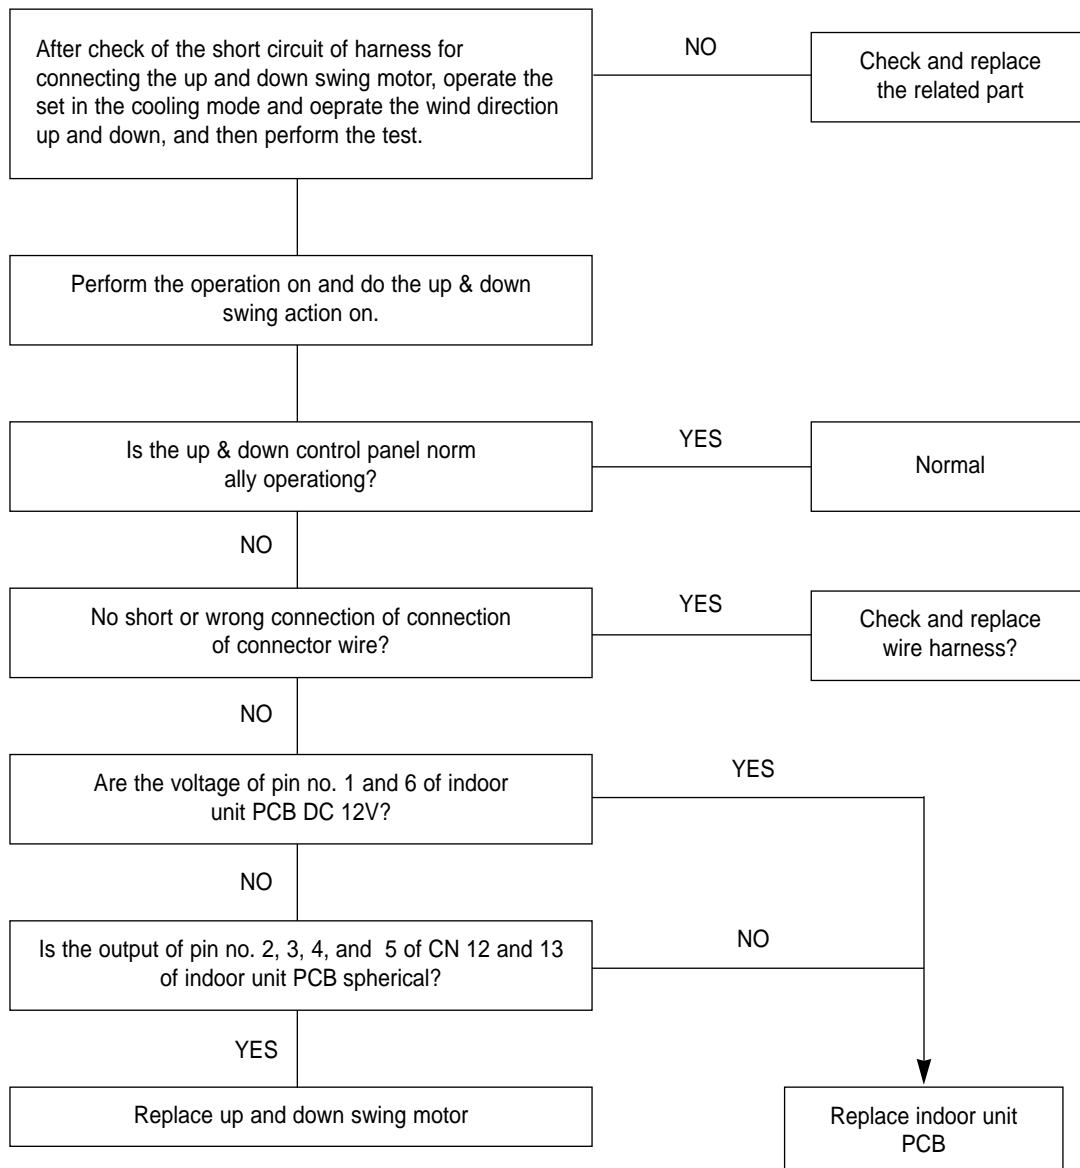 After check of the short circuit of harness for
connecting the up and down swing motor, operate the
set in the cooling mode and oeprate the wind direction
up and down, and then perform the test.
NO
Check and replace
the related part
Perform the operation on and do the up & down
swing action on.
Is the up & down control panel norm
ally operationg?
YES
Normal
NO
No short or wrong connection of connection
of connector wire?
YES
Check and replace
wire harness?
NO
Are the voltage of pin no. 1 and 6 of indoor
unit PCB DC 12V?
YES
NO
Is the output of pin no. 2, 3, 4, and 5 of CN 12 and 13
of indoor unit PCB spherical?
NO
YES
Replace up and down swing motor
Replace indoor unit
PCB